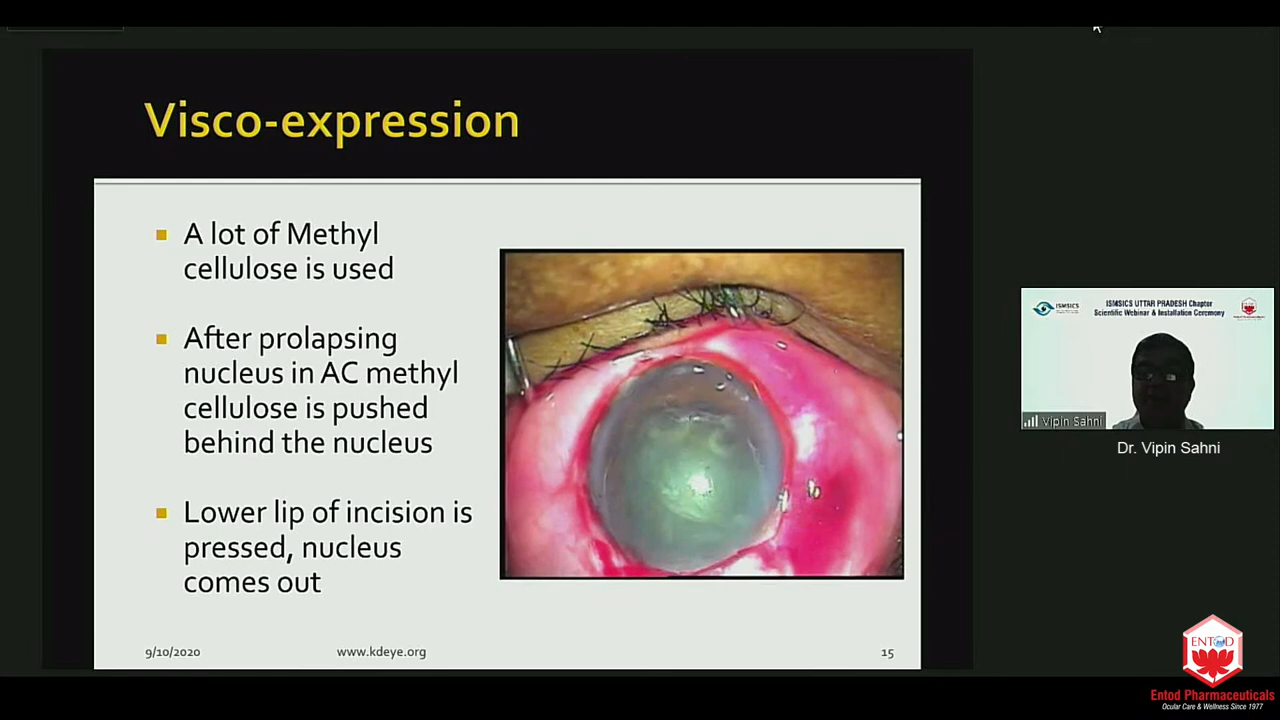 Visco-expression
A lot of Methyl
cellulose is used
After prolapsing
nucleus in AC methyl
cellulose is pushed
behind the nucleus
Lower lip of incision is
pressed, nucleus
comes out
9/10/2020
www.kdeye.org
15
ISMSICS
ISMSICS UTTAR PRADESH Chapter
Scientific Webinar & Installation Ceremony
Vipin Sahni
Dr. Vipin Sahni
ENTOD
Entod Pharmaceuticals
Ocular Care & Wellness Since 1977